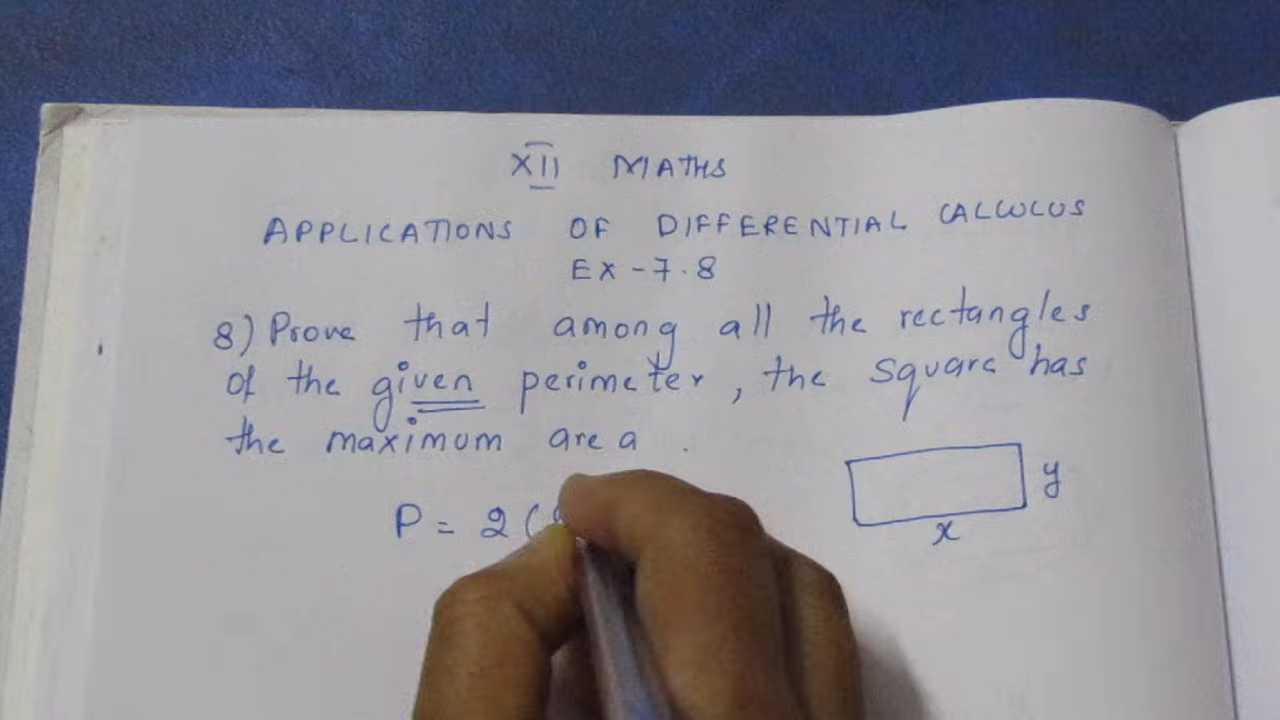 XII MATHS
APPLICATIONS OF DIFFERENTIAL CALCULUS
EX - 7.8
8) Prove that among all the rectangles
of the given perimeter, the square has
the maximum area.
y
P = 2 (
x